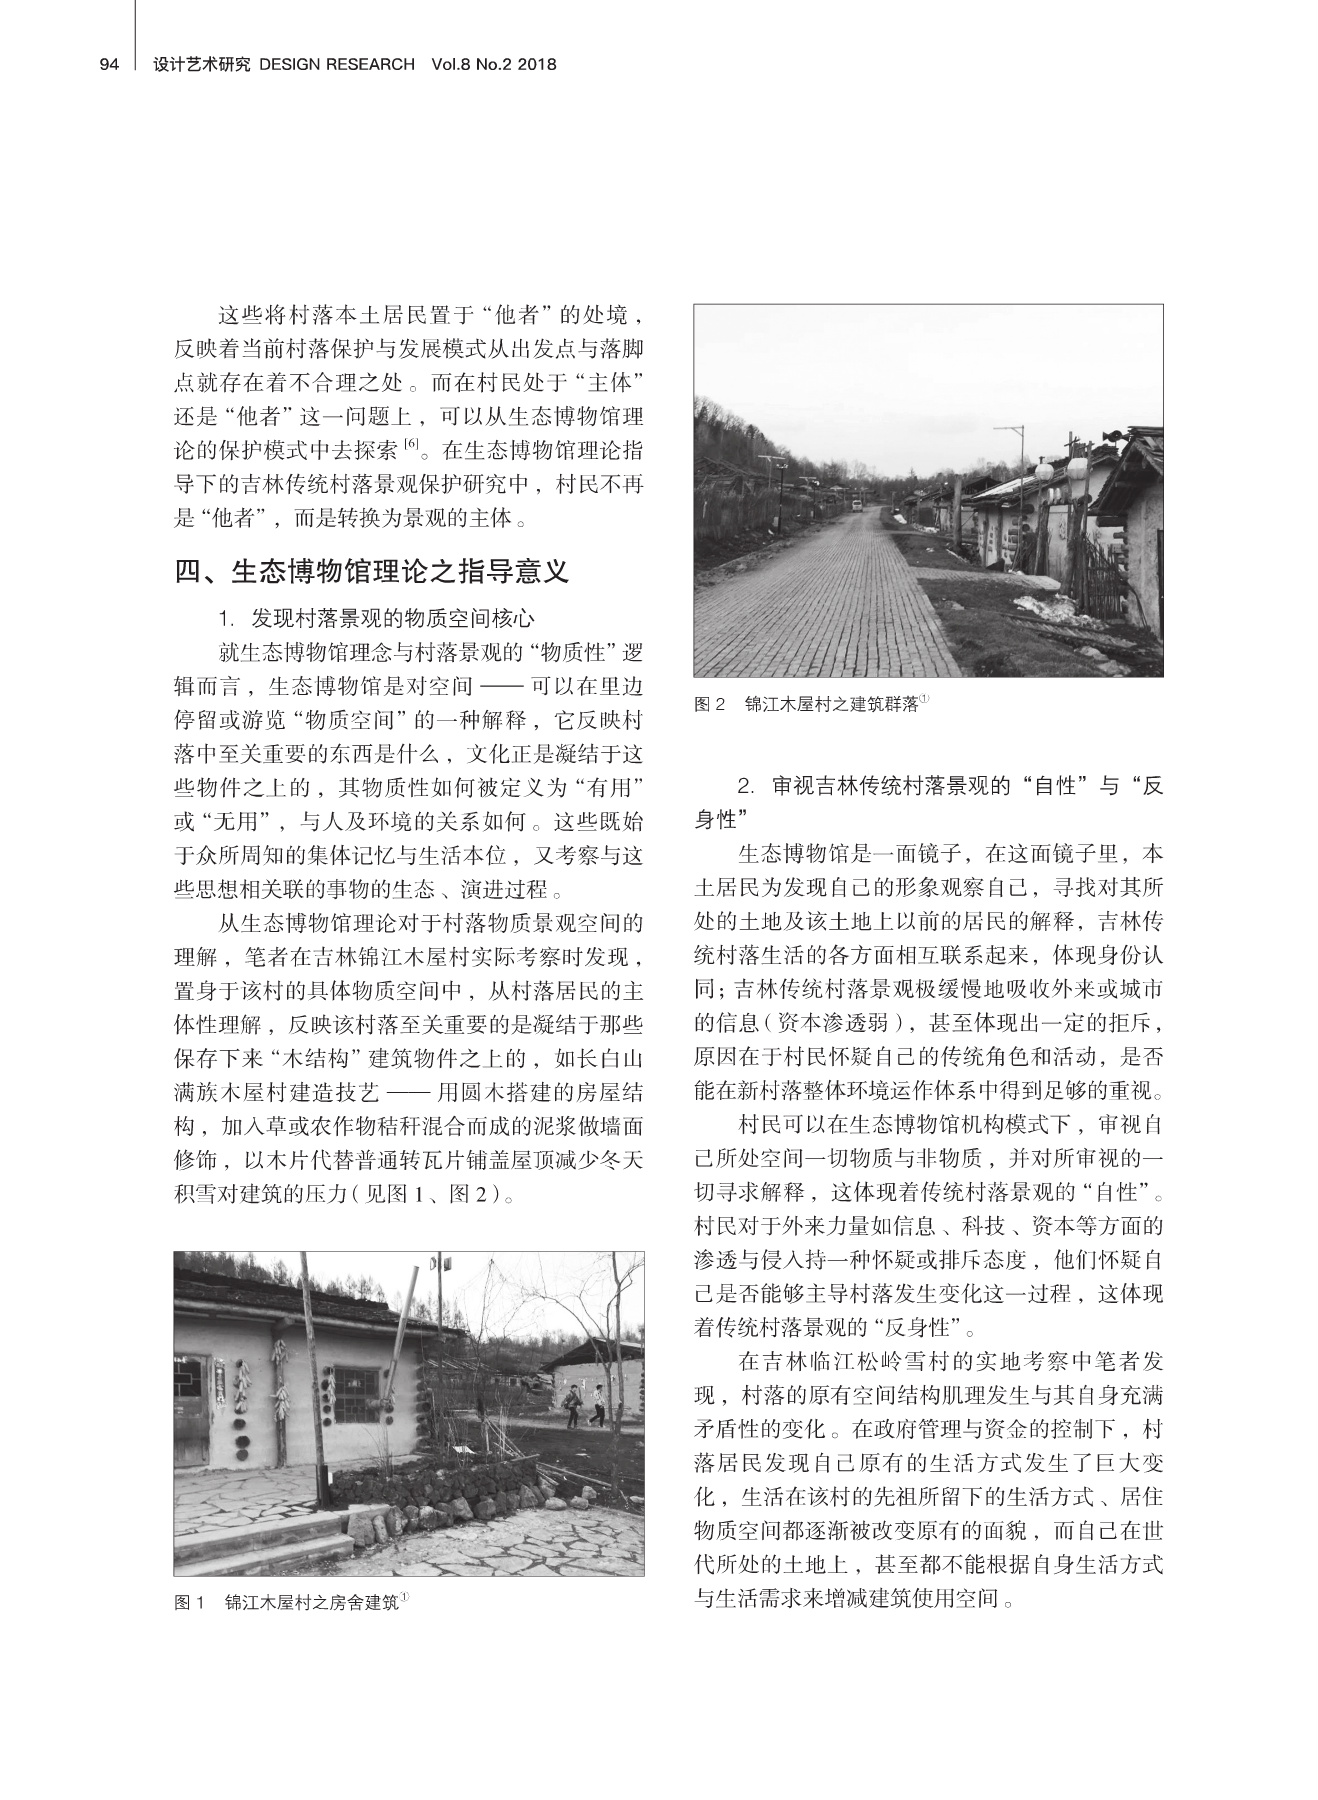 94 设计艺术研究 DESIGN RESEARCH Vol.8 No.2 2018
这些将村落本土居民置于“他者”的处境，
反映着当前村落保护与发展模式从出发点与落脚
点就存在着不合理之处。而在村民处于“主体”
还是“他者”这一问题上，可以从生态博物馆理
论的保护模式中去探索[6]。在生态博物馆理论指
导下的吉林传统村落景观保护研究中，村民不再
是“他者”，而是转换为景观的主体。
四、生态博物馆理论之指导意义
1. 发现村落景观的物质空间核心
就生态博物馆理念与村落景观的“物质性”逻
辑而言，生态博物馆是对空间——可以在里边
停留或游览“物质空间”的一种解释，它反映村
落中至关重要的东西是什么，文化正是凝结于这
些物件之上的，其物质性如何被定义为“有用”
或“无用”，与人及环境的关系如何。这些既始
于众所周知的集体记忆与生活本位，又考察与这
些思想相关联的事物的生态、演进过程。
从生态博物馆理论对于村落物质景观空间的
理解，笔者在吉林锦江木屋村实际考察时发现，
置身于该村的具体物质空间中，从村落居民的主
体性理解，反映该村落至关重要的是凝结于那些
保存下来“木结构”建筑物件之上的，如长白山
满族木屋村建造技艺——用圆木搭建的房屋结
构，加入草或农作物秸秆混合而成的泥浆做墙面
修饰，以木片代替普通转瓦片铺盖屋顶减少冬天
积雪对建筑的压力（见图1、图2）。
图1 锦江木屋村之房舍建筑①
图2 锦江木屋村之建筑群落①
2. 审视吉林传统村落景观的“自性”与“反
身性”
生态博物馆是一面镜子，在这面镜子里，本
土居民为发现自己的形象观察自己，寻找对其所
处的土地及该土地上以前的居民的解释，吉林传
统村落生活的各方面相互联系起来，体现身份认
同；吉林传统村落景观极缓慢地吸收外来或城市
的信息（资本渗透弱），甚至体现出一定的拒斥，
原因在于村民怀疑自己的传统角色和活动，是否
能在新村落整体环境运作体系中得到足够的重视。
村民可以在生态博物馆机构模式下，审视自
己所处空间一切物质与非物质，并对所审视的一
切寻求解释，这体现着传统村落景观的“自性”。
村民对于外来力量如信息、科技、资本等方面的
渗透与侵入持一种怀疑或排斥态度，他们怀疑自
己是否能够主导村落发生变化这一过程，这体现
着传统村落景观的“反身性”。
在吉林临江松岭雪村的实地考察中笔者发
现，村落的原有空间结构肌理发生与其自身充满
矛盾性的变化。在政府管理与资金的控制下，村
落居民发现自己原有的生活方式发生了巨大变
化，生活在该村的先祖所留下的生活方式、居住
物质空间都逐渐被改变原有的面貌，而自己在世
代所处的土地上，甚至都不能根据自身生活方式
与生活需求来增减建筑使用空间。